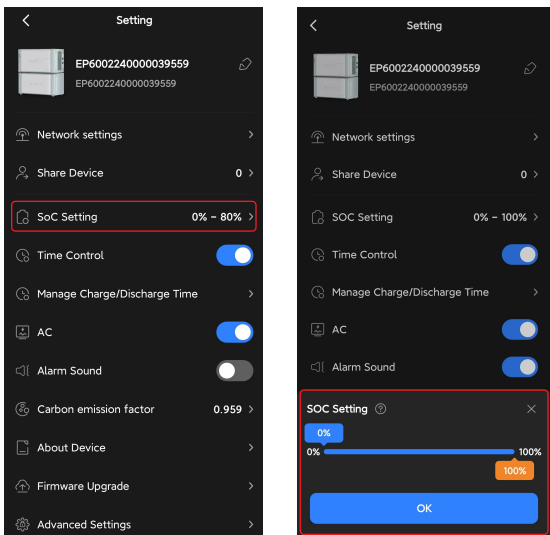 Setting
EP6002240000039559
EP6002240000039559
Network settings
Share Device 0
SoC Setting 0% - 80%
Time Control
Manage Charge/Discharge Time
AC
Alarm Sound
Carbon emission factor 0.959
About Device
Firmware Upgrade
Advanced Settings
Setting
EP6002240000039559
EP6002240000039559
Network settings
Share Device 0
SOC Setting 0% - 100%
Time Control
Manage Charge/Discharge Time
AC
Alarm Sound
SOC Setting
0%
0% 100%
100%
OK